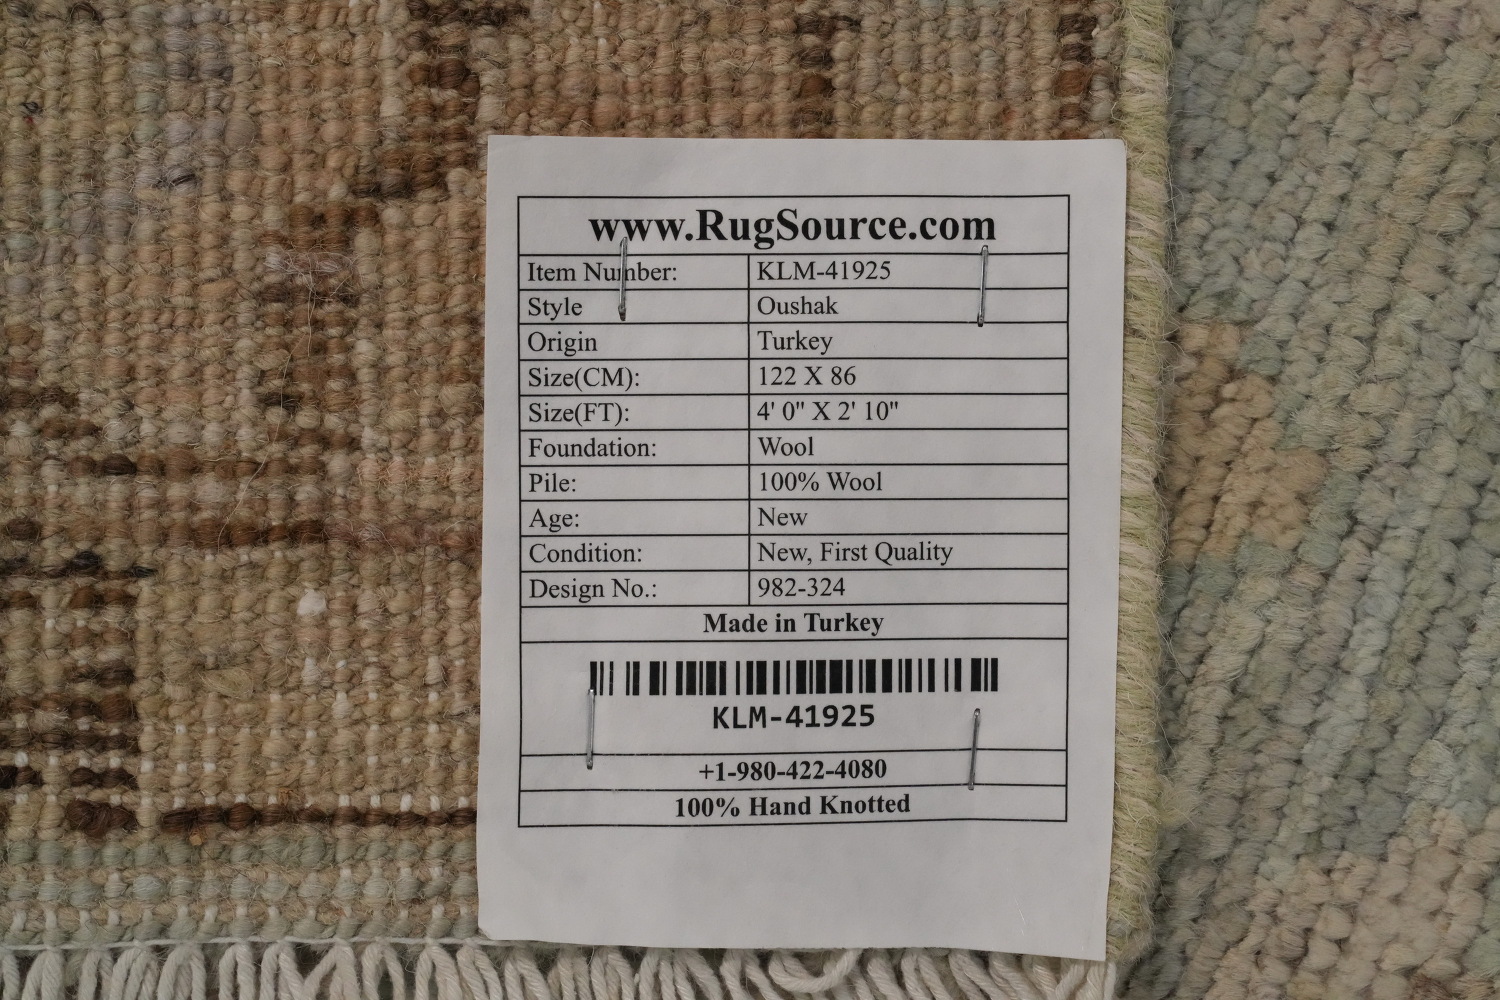 www.RugSource.com
Item Number: KLM-41925
Style Oushak
Origin Turkey
Size(CM): 122 X 86
Size(FT): 4' 0" X 2' 10"
Foundation: Wool
Pile: 100% Wool
Age: New
Condition: New, First Quality
Design No.: 982-324
Made in Turkey
KLM-41925
+1-980-422-4080
100% Hand Knotted